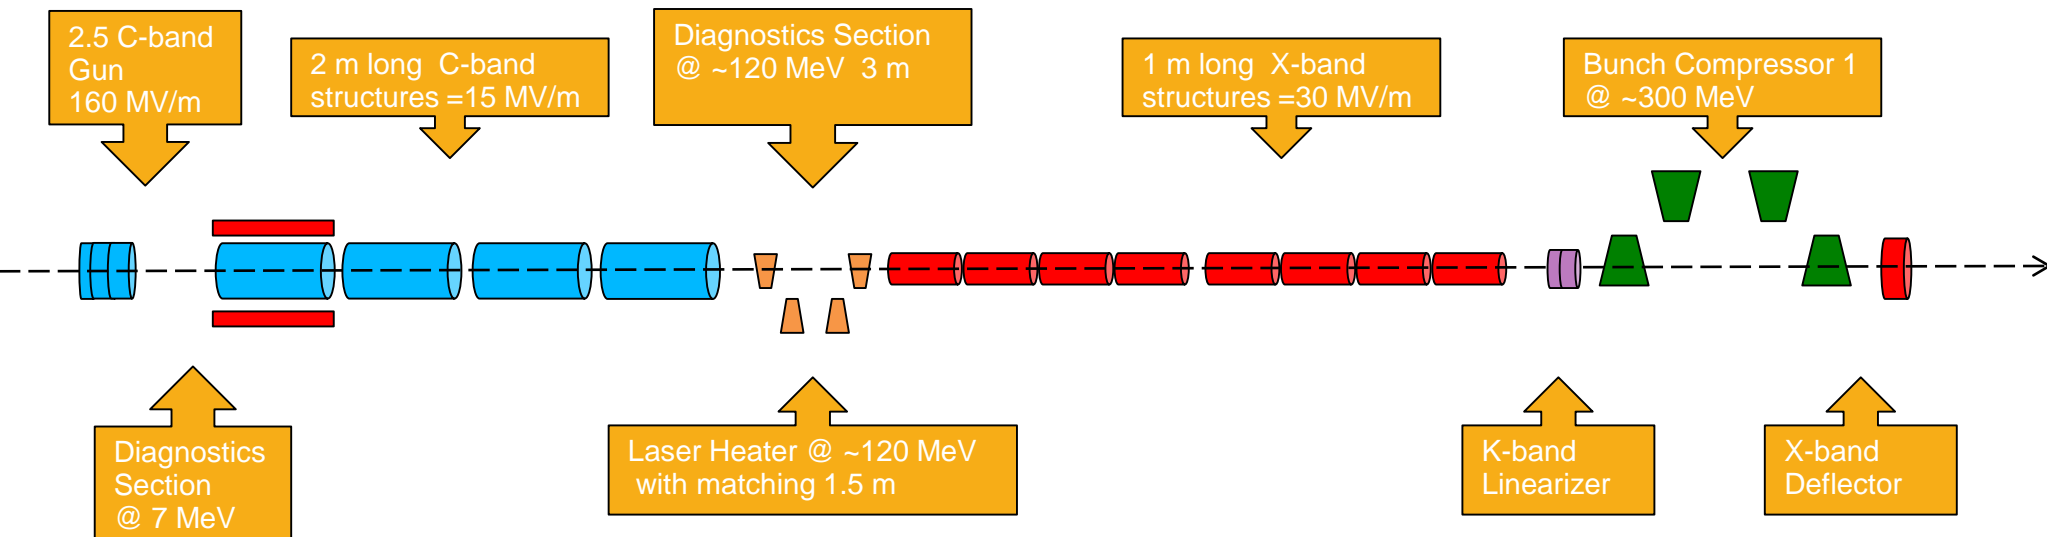 2.5 C-band
Gun
160 MV/m
2 m long C-band
structures =15 MV/m
Diagnostics Section
@ ~120 MeV 3 m
1 m long X-band
structures =30 MV/m
Bunch Compressor 1
@ ~300 MeV
Diagnostics
Section
@ 7 MeV
Laser Heater @ ~120 MeV
with matching 1.5 m
K-band
Linearizer
X-band
Deflector